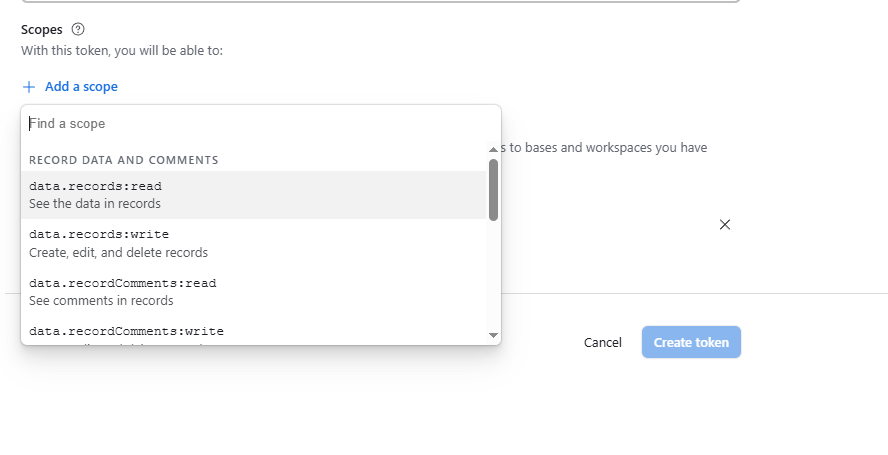 Scopes
With this token, you will be able to:
Add a scope
Find a scope
s to bases and workspaces you have
RECORD DATA AND COMMENTS
data.records:read
See the data in records
data.records:write
Create, edit, and delete records
data.recordComments:read
See comments in records
data.recordComments:write
Cancel
Create token